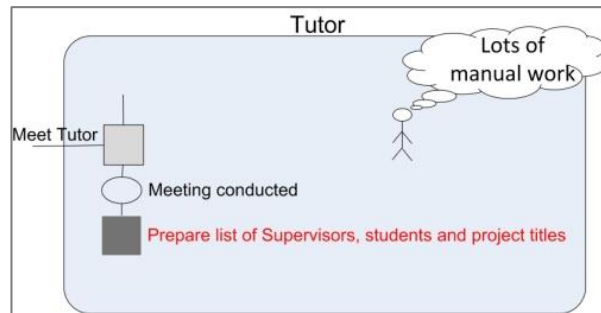 Tutor
Lots of
manual work
Meet Tutor
Meeting conducted
Prepare list of Supervisors, students and project titles